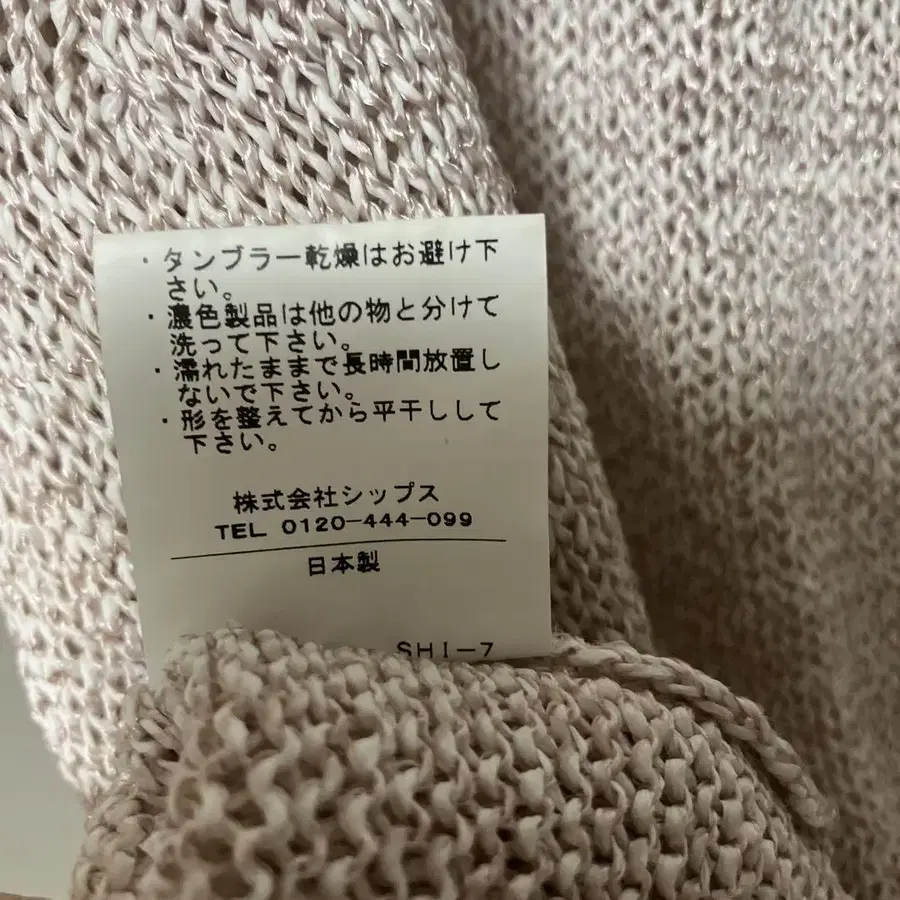 ・タンブラー乾燥はお避け下
さい。
・濃色製品は他の物と分けて
洗って下さい。
・濡れたままで長時間放置し
ないで下さい。
・形を整えてから平干しして
下さい。
株式会社シップス
TEL 0120-444-099
日本製
SHI-7